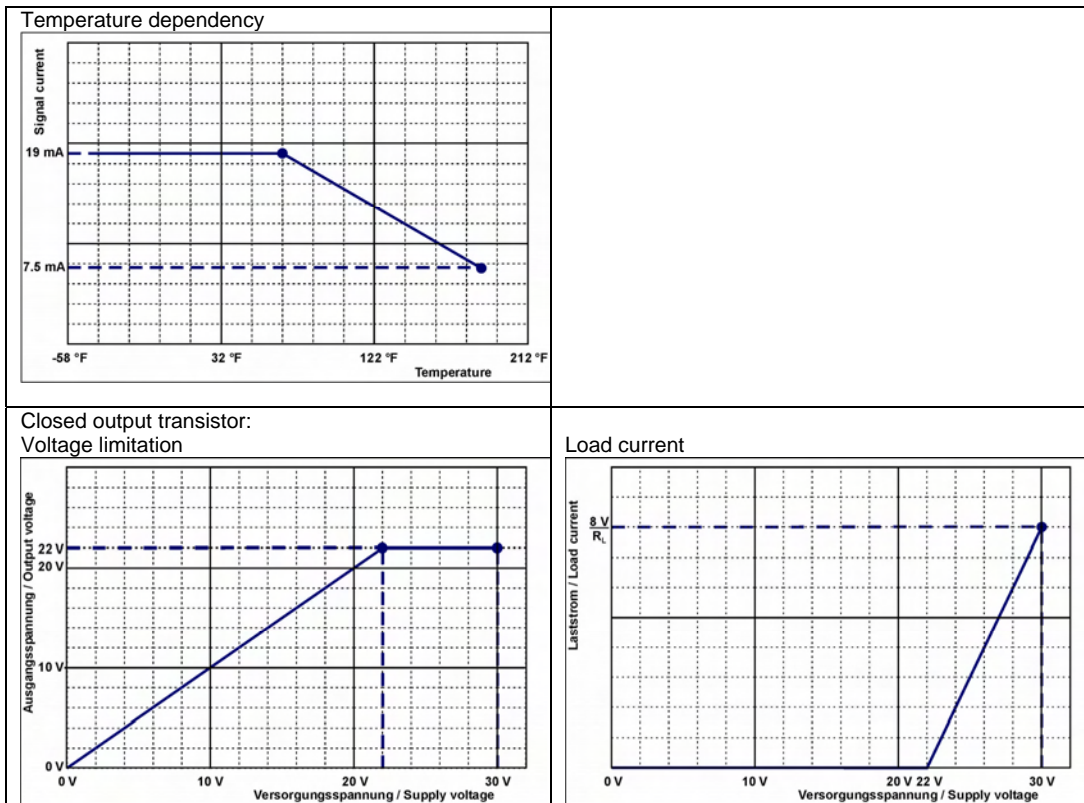 Temperature dependency
Signal current
19 mA
7.5 mA
-58 °F
32 °F
122 °F
212 °F
Temperature
Closed output transistor:
Voltage limitation
Ausgangsspannung / Output voltage
22 V
20 V
10 V
0 V
0 V
10 V
20 V
30 V
Versorgungsspannung / Supply voltage
Load current
Laststrom / Load current
8 V
R_L
0 V
10 V
20 V
22 V
30 V
Versorgungsspannung / Supply voltage